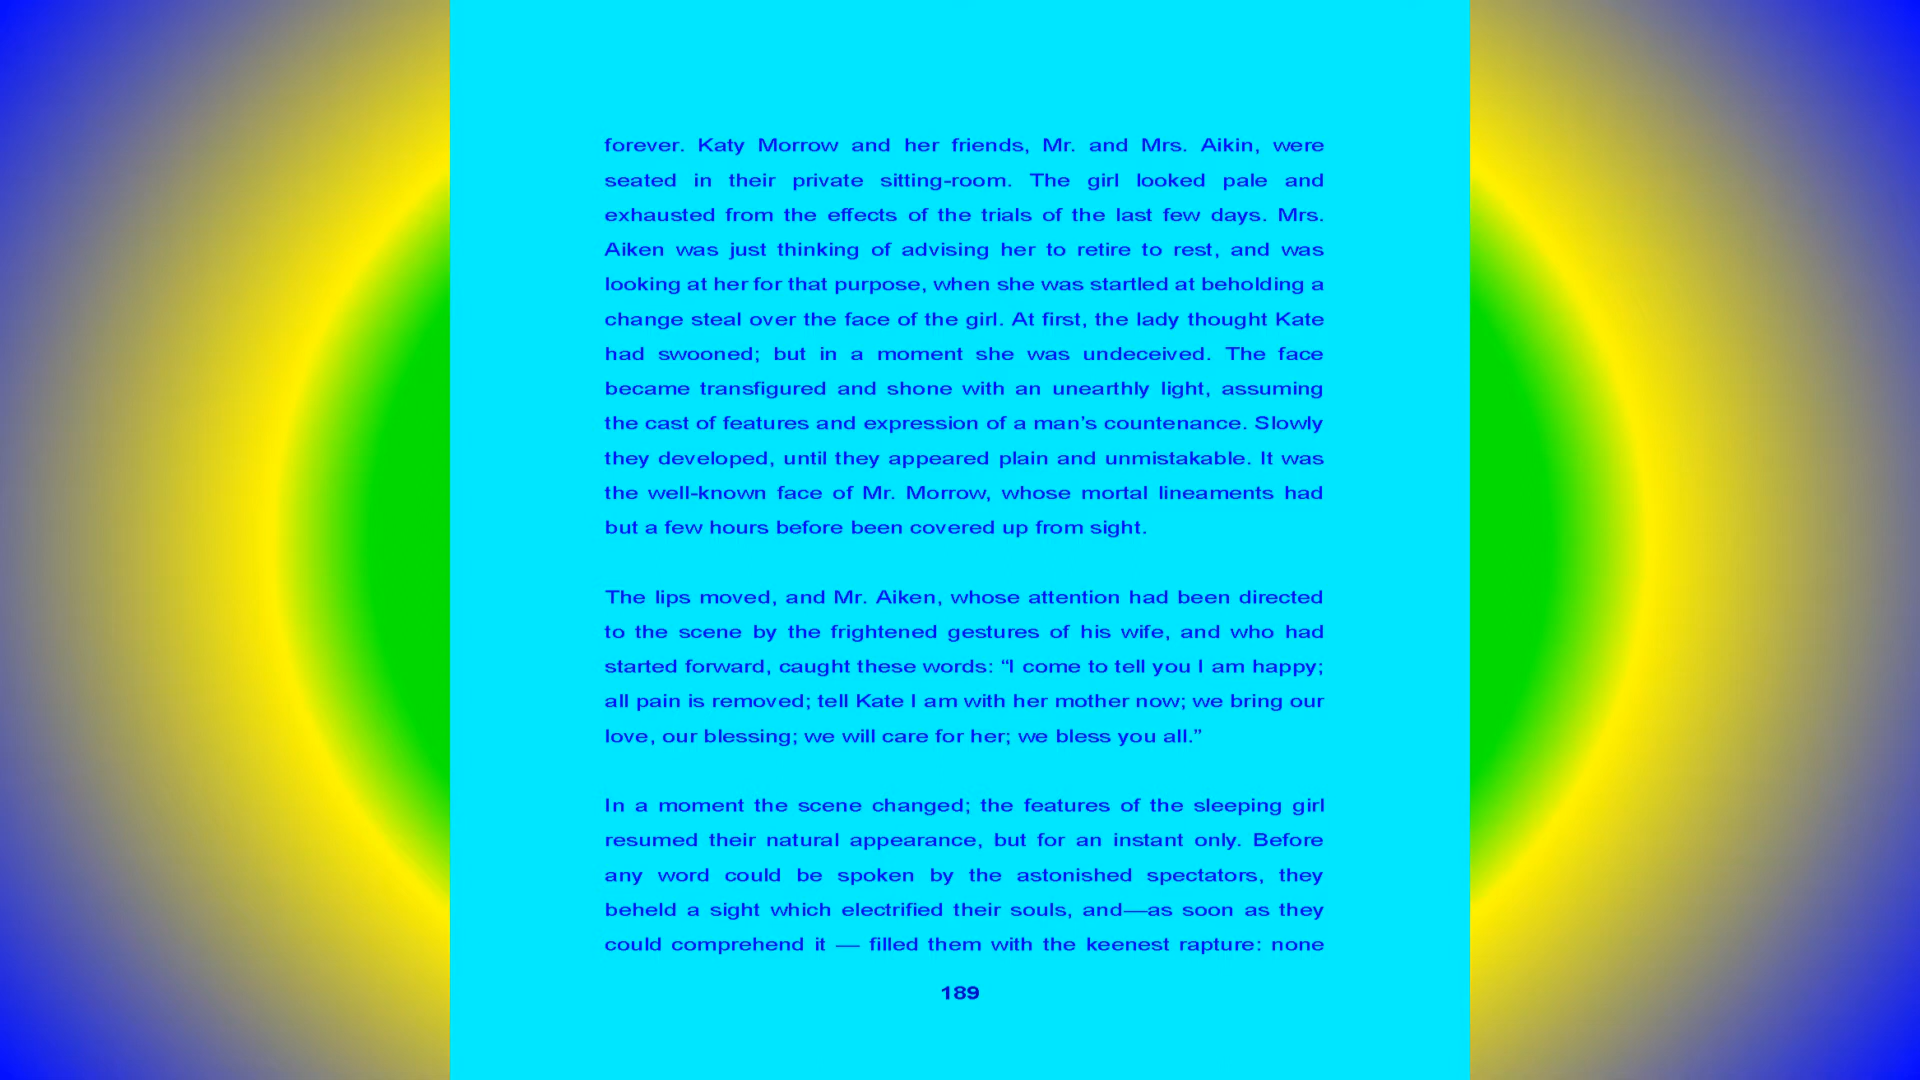 forever. Katy Morrow and her friends, Mr. and Mrs. Aikin, were
seated in their private sitting-room. The girl looked pale and
exhausted from the effects of the trials of the last few days. Mrs.
Aiken was just thinking of advising her to retire to rest, and was
looking at her for that purpose, when she was startled at beholding a
change steal over the face of the girl. At first, the lady thought Kate
had swooned; but in a moment she was undeceived. The face
became transfigured and shone with an unearthly light, assuming
the cast of features and expression of a man’s countenance. Slowly
they developed, until they appeared plain and unmistakable. It was
the well-known face of Mr. Morrow, whose mortal lineaments had
but a few hours before been covered up from sight.
The lips moved, and Mr. Aiken, whose attention had been directed
to the scene by the frightened gestures of his wife, and who had
started forward, caught these words: “I come to tell you I am happy;
all pain is removed; tell Kate I am with her mother now; we bring our
love, our blessing; we will care for her; we bless you all.”
In a moment the scene changed; the features of the sleeping girl
resumed their natural appearance, but for an instant only. Before
any word could be spoken by the astonished spectators, they
beheld a sight which electrified their souls, and—as soon as they
could comprehend it — filled them with the keenest rapture: none
189